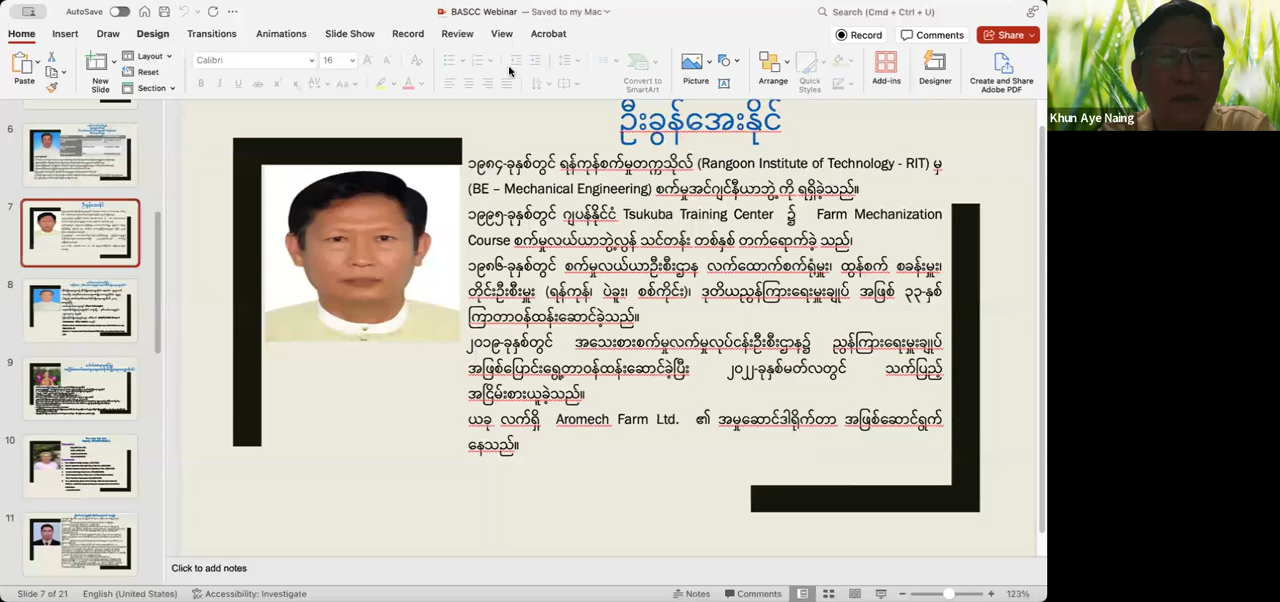 AutoSave
BASCC Webinar — Saved to my Mac
Search (Cmd + Ctrl + U)
Home Insert Draw Design Transitions Animations Slide Show Record Review View Acrobat
Record Comments Share
Paste
New Slide
Layout
Reset
Section
Calibri 16
Convert to SmartArt
Picture
Arrange
Quick Styles
Add-ins
Designer
Create and Share Adobe PDF
Khun Aye Naing
6
7
8
9
10
11
ဦးခွန်အေးနိုင်
၁၉၈၄-ခုနှစ်တွင် ရန်ကုန်စက်မှုတက္ကသိုလ် (Rangoon Institute of Technology - RIT) မှ
(BE – Mechanical Engineering) စက်မှုအင်ဂျင်နီယာဘွဲ့ ကို ရရှိခဲ့သည်။
၁၉၉၅-ခုနှစ်တွင် ဂျပန်နိုင်ငံ Tsukuba Training Center ၌ Farm Mechanization
Course စက်မှုလယ်ယာဘွဲ့လွန် သင်တန်း တစ်နှစ် တက်ရောက်ခဲ့ သည်၊
၁၉၈၆-ခုနှစ်တွင် စက်မှုလယ်ယာဦးစီးဌာန လက်ထောက်စက်ရုံမှူး၊ ထွန်စက် စခန်းမှူး၊
တိုင်းဦးစီးမှူး (ရန်ကုန်၊ ပဲခူး၊ စစ်ကိုင်း)၊ ဒုတိယညွှန်ကြားရေးမှူးချုပ် အဖြစ် ၃၃-နှစ်
ကြာတာဝန်ထမ်းဆောင်ခဲ့သည်။
၂၀၁၉-ခုနှစ်တွင် အသေးစားစက်မှုလက်မှုလုပ်ငန်းဦးစီးဌာန၌ ညွှန်ကြားရေးမှူးချုပ်
အဖြစ်ပြောင်းရွှေ့တာဝန်ထမ်းဆောင်ခဲ့ပြီး ၂၀၂၂-ခုနှစ်မတ်လတွင် သက်ပြည့်
အငြိမ်းစားယူခဲ့သည်။
ယခု လက်ရှိ Aromech Farm Ltd. ၏ အမှုဆောင်ဒါရိုက်တာ အဖြစ်ဆောင်ရွက်
နေသည်။
Click to add notes
Slide 7 of 21 English (United States) Accessibility: Investigate Notes Comments 123%